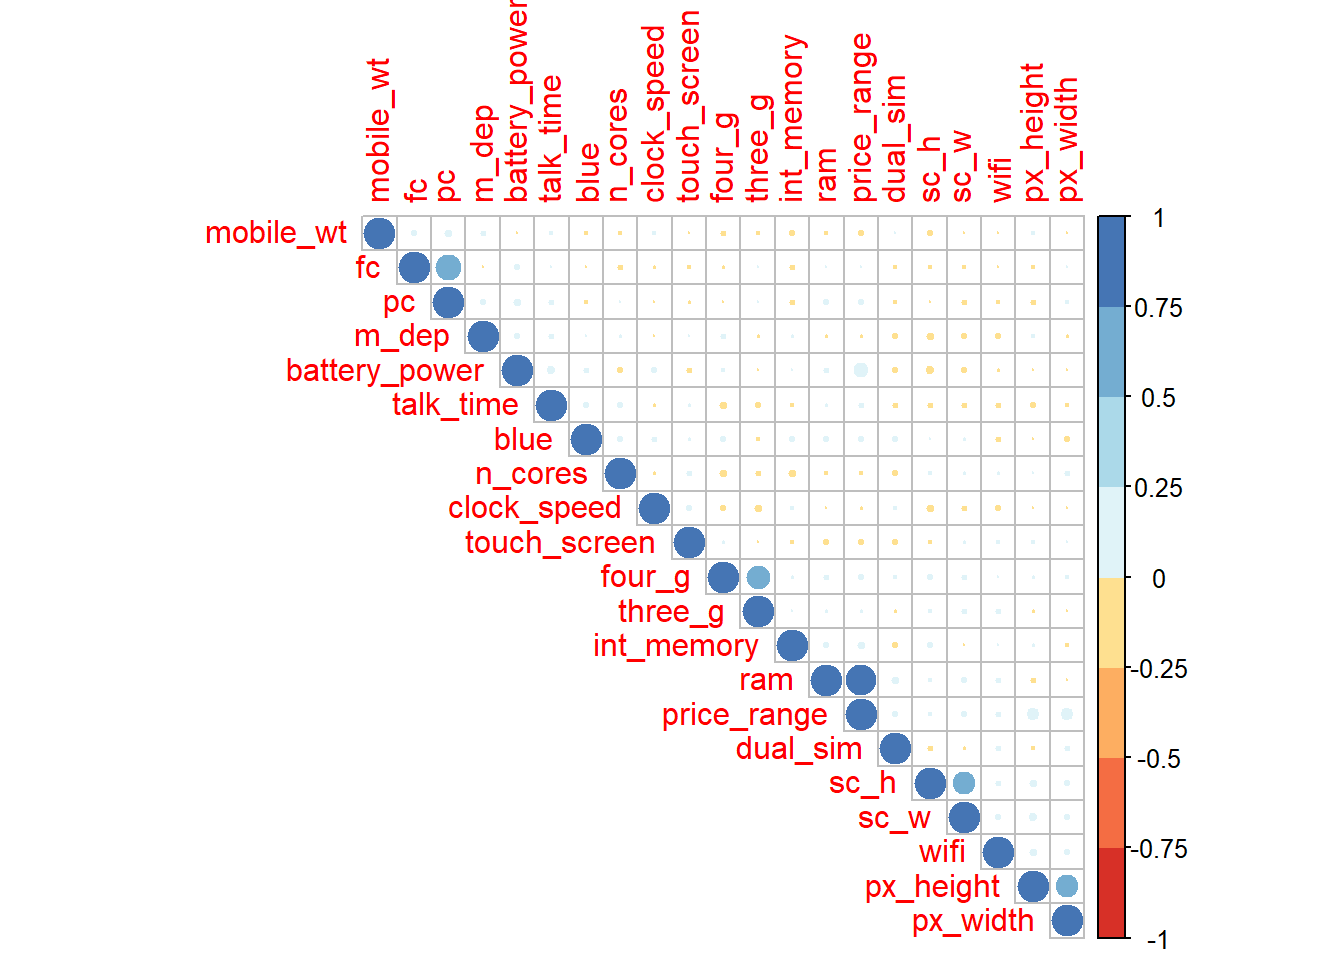 mobile_wt
fc
pc
m_dep
battery_power
talk_time
blue
n_cores
clock_speed
touch_screen
four_g
three_g
int_memory
ram
price_range
dual_sim
sc_h
sc_w
wifi
px_height
px_width
mobile_wt
fc
pc
m_dep
battery_power
talk_time
blue
n_cores
clock_speed
touch_screen
four_g
three_g
int_memory
ram
price_range
dual_sim
sc_h
sc_w
wifi
px_height
px_width
1
0.75
0.5
0.25
0
-0.25
-0.5
-0.75
-1